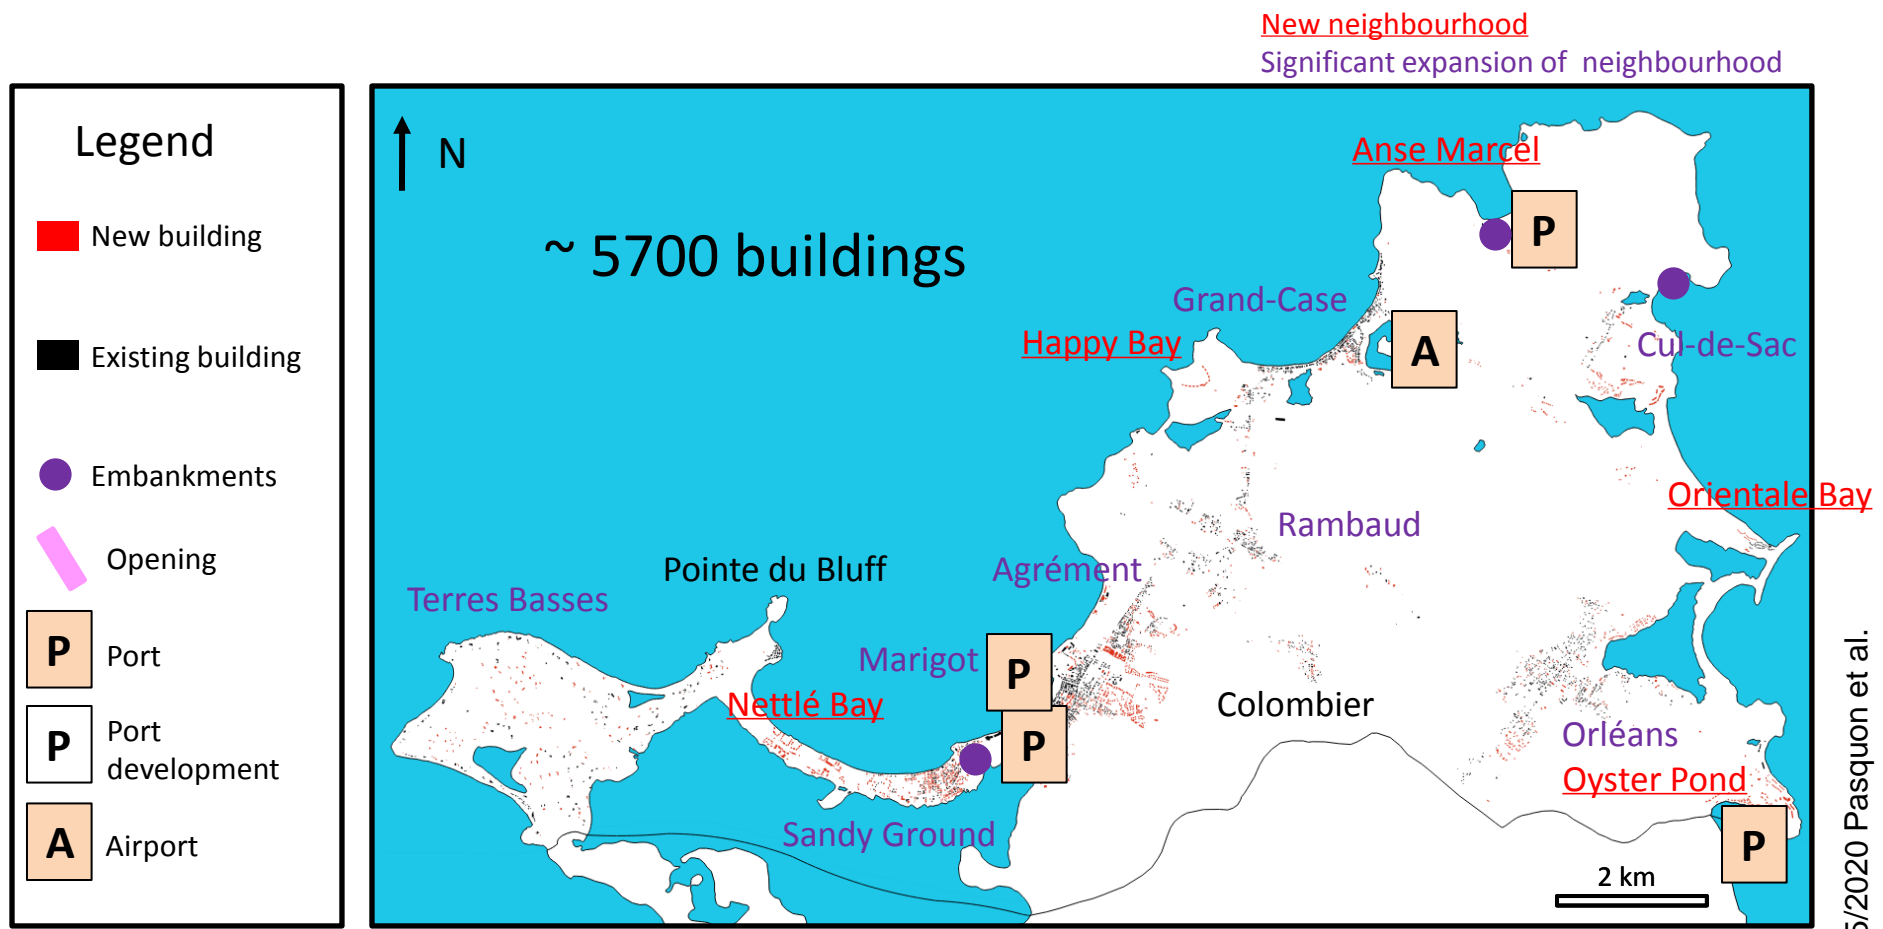 New neighbourhood
Significant expansion of neighbourhood
Legend
New building
Existing building
Embankments
Opening
P
Port
P
Port
development
A
Airport
N
~ 5700 buildings
Anse Marcel
P
Grand-Case
Happy Bay
A
Cul-de-Sac
Orientale Bay
Rambaud
Pointe du Bluff
Agrément
Terres Basses
Marigot
P
Nettlé Bay
Colombier
P
Orléans
Oyster Pond
Sandy Ground
P
2 km
5/2020 Pasquon et al.